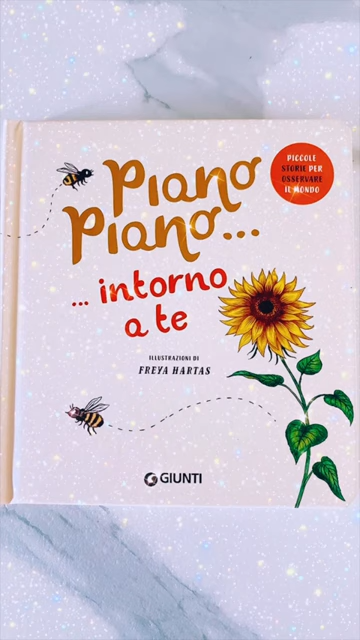 Piano
Piano...
... intorno
a te
PICCOLE
STORIE PER
OSSERVARE
IL MONDO
ILLUSTRAZIONI DI
FREYA HARTAS
G GIUNTI